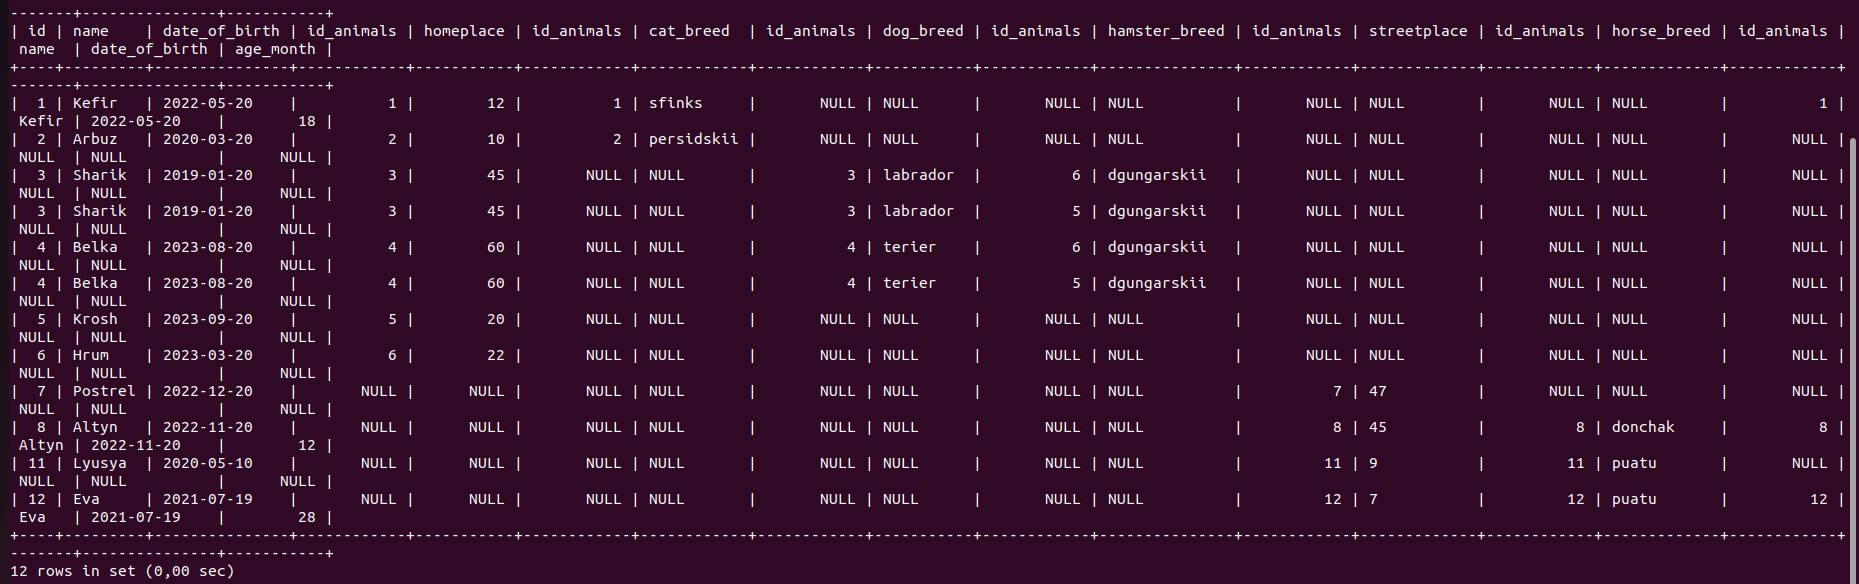 -------+---------------+-----------+
| id | name    | date_of_birth | id_animals | homeplace | id_animals | cat_breed  | id_animals | dog_breed | id_animals | hamster_breed | id_animals | streetplace | id_animals | horse_breed | id_animals |
 name  | date_of_birth | age_month |
+----+---------+---------------+------------+-----------+------------+------------+------------+-----------+------------+---------------+------------+-------------+------------+-------------+------------+
-------+---------------+-----------+
|  1 | Kefir   | 2022-05-20    |          1 |        12 |          1 | sfinks     |       NULL | NULL      |       NULL | NULL          |       NULL | NULL        |       NULL | NULL        |          1 |
 Kefir | 2022-05-20    |        18 |
|  2 | Arbuz   | 2020-03-20    |          2 |        10 |          2 | persidskii |       NULL | NULL      |       NULL | NULL          |       NULL | NULL        |       NULL | NULL        |       NULL |
 NULL  | NULL          |      NULL |
|  3 | Sharik  | 2019-01-20    |          3 |        45 |       NULL | NULL       |          3 | labrador  |          6 | dgungarskii   |       NULL | NULL        |       NULL | NULL        |       NULL |
 NULL  | NULL          |      NULL |
|  3 | Sharik  | 2019-01-20    |          3 |        45 |       NULL | NULL       |          3 | labrador  |          5 | dgungarskii   |       NULL | NULL        |       NULL | NULL        |       NULL |
 NULL  | NULL          |      NULL |
|  4 | Belka   | 2023-08-20    |          4 |        60 |       NULL | NULL       |          4 | terier    |          6 | dgungarskii   |       NULL | NULL        |       NULL | NULL        |       NULL |
 NULL  | NULL          |      NULL |
|  4 | Belka   | 2023-08-20    |          4 |        60 |       NULL | NULL       |          4 | terier    |          5 | dgungarskii   |       NULL | NULL        |       NULL | NULL        |       NULL |
 NULL  | NULL          |      NULL |
|  5 | Krosh   | 2023-09-20    |          5 |        20 |       NULL | NULL       |       NULL | NULL      |       NULL | NULL          |       NULL | NULL        |       NULL | NULL        |       NULL |
 NULL  | NULL          |      NULL |
|  6 | Hrum    | 2023-03-20    |          6 |        22 |       NULL | NULL       |       NULL | NULL      |       NULL | NULL          |       NULL | NULL        |       NULL | NULL        |       NULL |
 NULL  | NULL          |      NULL |
|  7 | Postrel | 2022-12-20    |       NULL |      NULL |       NULL | NULL       |       NULL | NULL      |       NULL | NULL          |          7 | 47          |       NULL | NULL        |       NULL |
 NULL  | NULL          |      NULL |
|  8 | Altyn   | 2022-11-20    |       NULL |      NULL |       NULL | NULL       |       NULL | NULL      |       NULL | NULL          |          8 | 45          |          8 | donchak     |          8 |
 Altyn | 2022-11-20    |        12 |
| 11 | Lyusya  | 2020-05-10    |       NULL |      NULL |       NULL | NULL       |       NULL | NULL      |       NULL | NULL          |         11 | 9           |         11 | puatu       |       NULL |
 NULL  | NULL          |      NULL |
| 12 | Eva     | 2021-07-19    |       NULL |      NULL |       NULL | NULL       |       NULL | NULL      |       NULL | NULL          |         12 | 7           |         12 | puatu       |         12 |
 Eva   | 2021-07-19    |        28 |
+----+---------+---------------+------------+-----------+------------+------------+------------+-----------+------------+---------------+------------+-------------+------------+-------------+------------+
-------+---------------+-----------+
12 rows in set (0,00 sec)